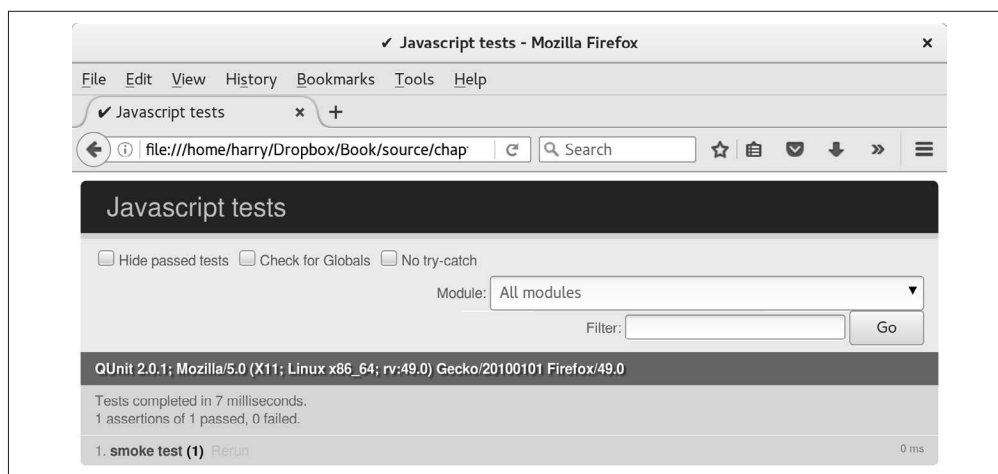 ✔ Javascript tests - Mozilla Firefox ×
File Edit View History Bookmarks Tools Help
✔ Javascript tests × +
file:///home/harry/Dropbox/Book/source/chap Search
Javascript tests
Hide passed tests Check for Globals No try-catch
Module: All modules
Filter: Go
QUnit 2.0.1; Mozilla/5.0 (X11; Linux x86_64; rv:49.0) Gecko/20100101 Firefox/49.0
Tests completed in 7 milliseconds.
1 assertions of 1 passed, 0 failed.
1. smoke test (1) Rerun 0 ms